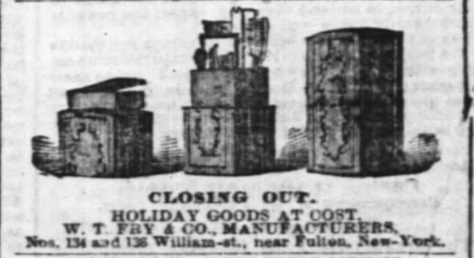 CLOSING OUT.
HOLIDAY GOODS AT COST.
W. T. FRY & CO., MANUFACTURERS,
Nos. 134 and 136 William-st., near Fulton, New-York.